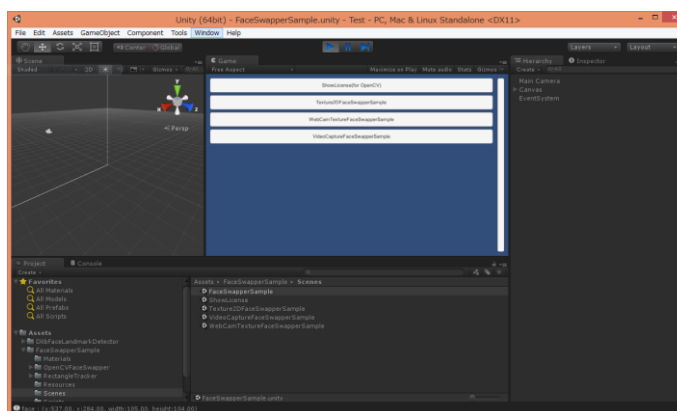 Unity (64bit) - FaceSwapperSample.unity - Test - PC, Mac & Linux Standalone <DX11>
File Edit Assets GameObject Component Tools Window Help
Center Global
Layers Layout
Scene
Shaded 2D Gizmos
Game
Free Aspect Maximize on Play Mute audio Stats Gizmos
Hierarchy Inspector
Create
Main Camera
Canvas
EventSystem
y
x z
Persp
ShowLicense(for OpenCV)
Texture2DFaceSwapperSample
WebCamTextureFaceSwapperSample
VideoCaptureFaceSwapperSample
Project Console
Create
Favorites
All Materials
All Models
All Prefabs
All Scripts
Assets
DlibFaceLandmarkDetector
FaceSwapperSample
Materials
OpenCVFaceSwapper
RectangleTracker
Resources
Scenes
Scripts
Assets FaceSwapperSample Scenes
FaceSwapperSample
ShowLicense
Texture2DFaceSwapperSample
VideoCaptureFaceSwapperSample
WebCamTextureFaceSwapperSample
FaceSwapperSample.unity